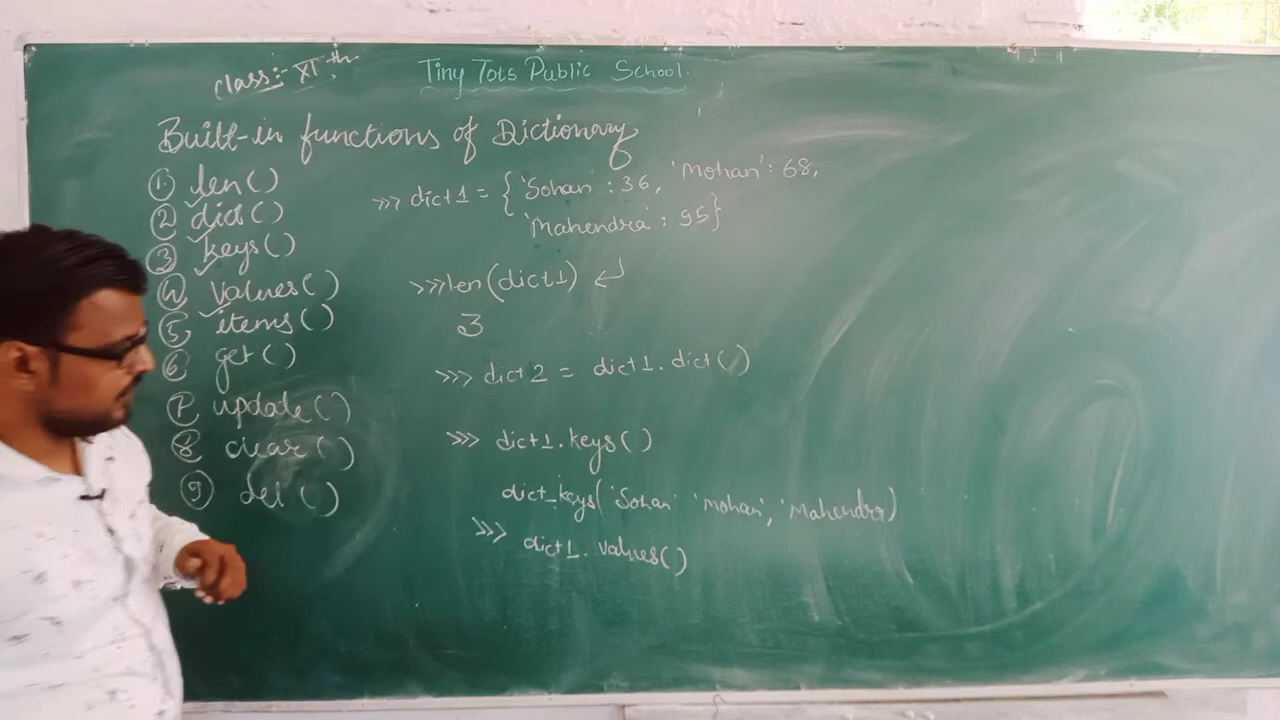 Class:- XIth
Tiny Tots Public School.
Built-in functions of Dictionary
① len()
② dict()
③ keys()
④ values()
⑤ items()
⑥ get()
⑦ update()
⑧ clear()
⑨ del()
>>> dict1 = {'Sohan' : 36, 'Mohan' : 68,
'Mahendra' : 95}
>>> len(dict1) ↵
3
>>> dict2 = dict1.dict()
>>> dict1.keys()
dict_keys('Sohan' 'mohan', 'Mahendra)
>>> dict1.values()